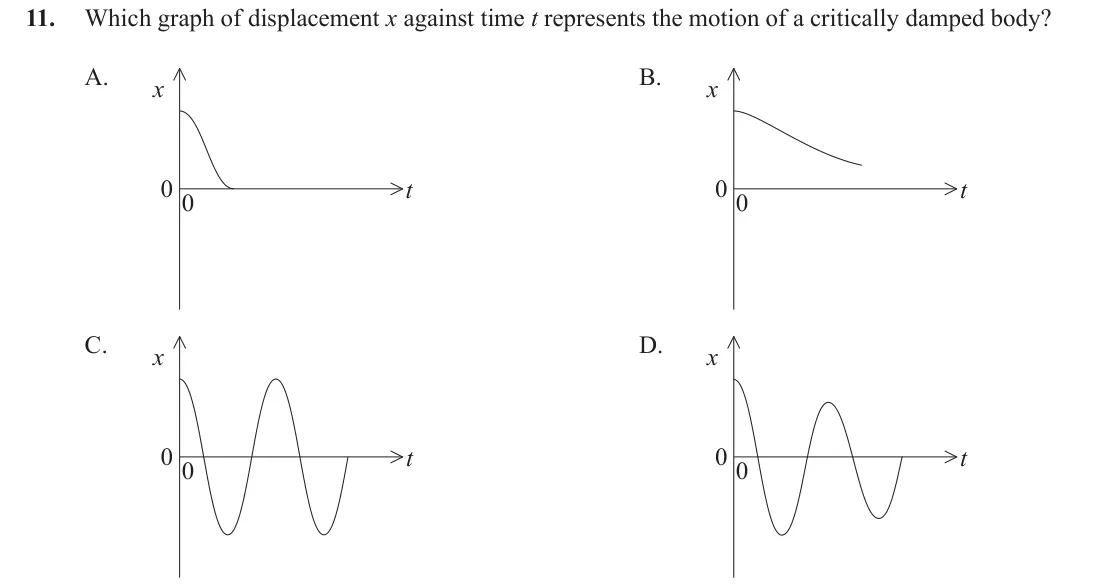 11. Which graph of displacement x against time t represents the motion of a critically damped body?
A.
x
0
0
t
B.
x
0
0
t
C.
x
0
0
t
D.
x
0
0
t